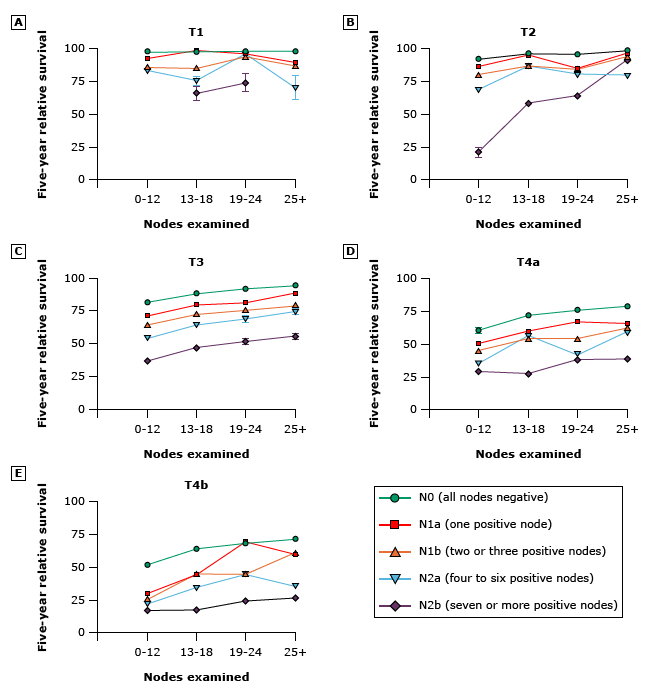 A
T1
Five-year relative survival
100
75
50
25
0
0-12 13-18 19-24 25+
Nodes examined
B
T2
Five-year relative survival
100
75
50
25
0
0-12 13-18 19-24 25+
Nodes examined
C
T3
Five-year relative survival
100
75
50
25
0
0-12 13-18 19-24 25+
Nodes examined
D
T4a
Five-year relative survival
100
75
50
25
0
0-12 13-18 19-24 25+
Nodes examined
E
T4b
Five-year relative survival
100
75
50
25
0
0-12 13-18 19-24 25+
Nodes examined
N0 (all nodes negative)
N1a (one positive node)
N1b (two or three positive nodes)
N2a (four to six positive nodes)
N2b (seven or more positive nodes)